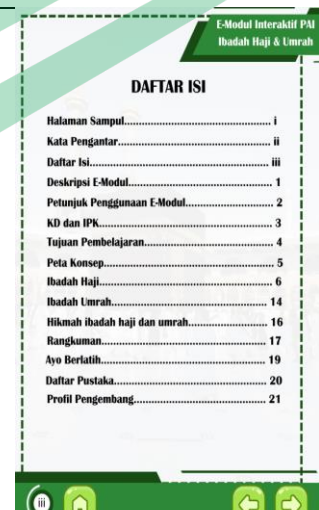 E-Modul Interaktif PAI
Ibadah Haji & Umrah
DAFTAR ISI
Halaman Sampul.................................................. i
Kata Pengantar.................................................... ii
Daftar Isi.............................................................. iii
Deskripsi E-Modul................................................ 1
Petunjuk Penggunaan E-Modul............................ 2
KD dan IPK.......................................................... 3
Tujuan Pembelajaran............................................ 4
Peta Konsep......................................................... 5
Ibadah Haji.......................................................... 6
Ibadah Umrah..................................................... 14
Hikmah ibadah haji dan umrah.......................... 16
Rangkuman......................................................... 17
Ayo Berlatih........................................................ 19
Daftar Pustaka.................................................... 20
Profil Pengembang............................................. 21
iii